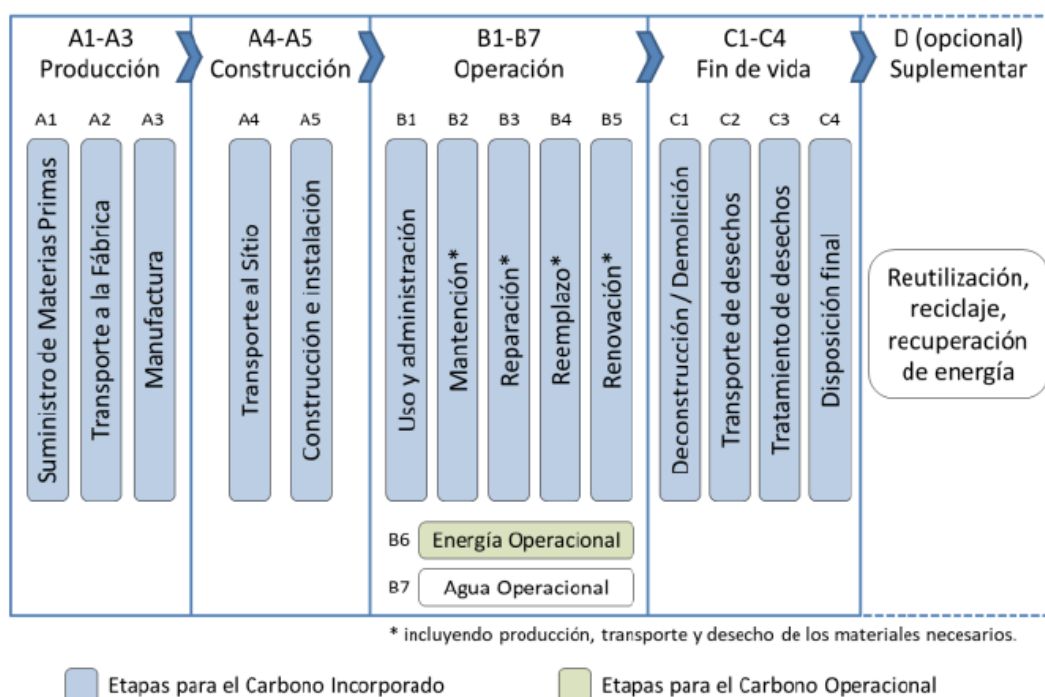 A1-A3
Producción
A4-A5
Construcción
B1-B7
Operación
C1-C4
Fin de vida
D (opcional)
Suplementar
A1
A2
A3
A4
A5
B1
B2
B3
B4
B5
C1
C2
C3
C4
Suministro de Materias Primas
Transporte a la Fábrica
Manufactura
Transporte al Sítio
Construcción e instalación
Uso y administración
Mantención*
Reparación*
Reemplazo*
Renovación*
Deconstrucción / Demolición
Transporte de desechos
Tratamiento de desechos
Disposición final
Reutilización,
reciclaje,
recuperación
de energía
B6
Energía Operacional
B7
Agua Operacional
* incluyendo producción, transporte y desecho de los materiales necesarios.
Etapas para el Carbono Incorporado
Etapas para el Carbono Operacional